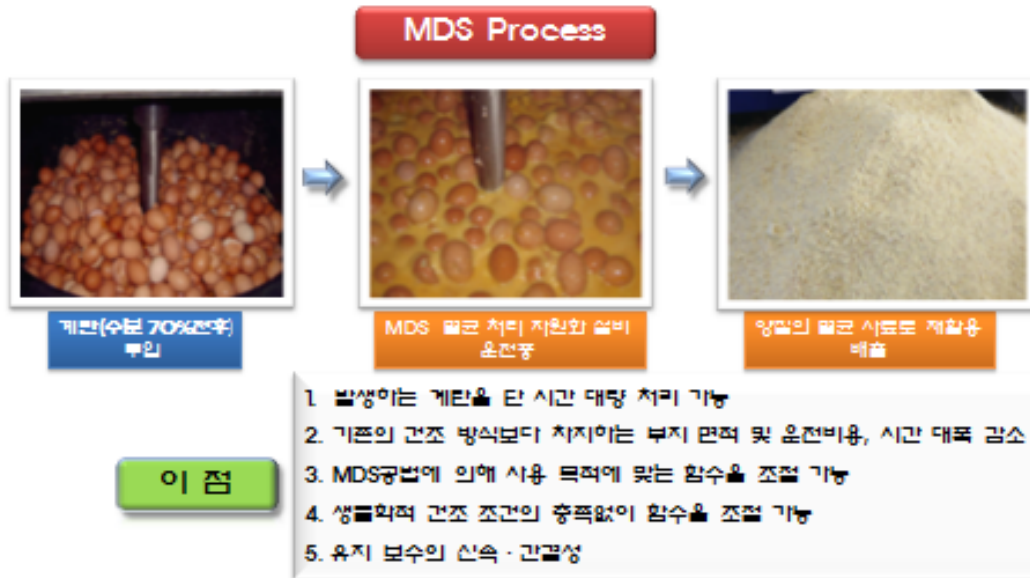 MDS Process
계란(수분 70%전후)
투입
MDS 멸균 처리 자원화 설비
운전중
양질의 멸균 사료로 재활용
배출
이 점
1. 발생하는 계란을 단 시간 대량 처리 가능
2. 기존의 건조 방식보다 차지하는 부지 면적 및 운전비용, 시간 대폭 감소
3. MDS공법에 의해 사용 목적에 맞는 함수율 조절 가능
4. 생물학적 건조 조건의 충족없이 함수율 조절 가능
5. 유지 보수의 신속 · 간결성